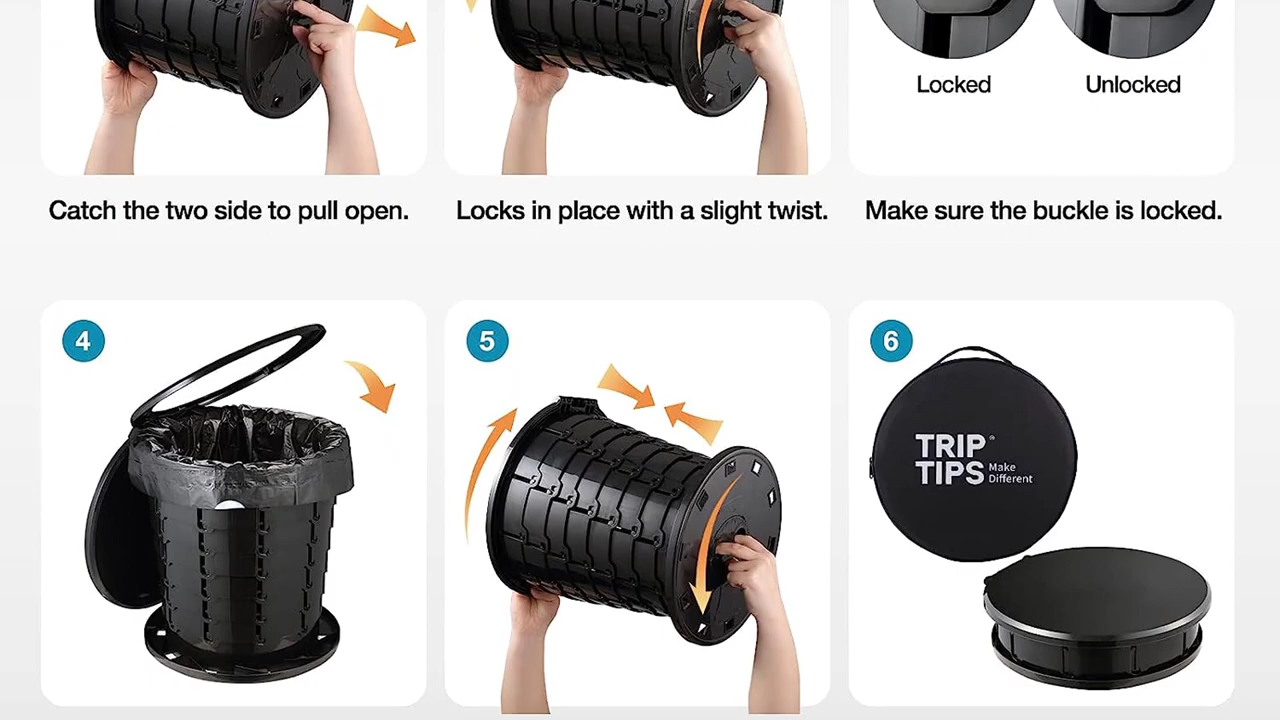 Locked
Unlocked
Catch the two side to pull open.
Locks in place with a slight twist.
Make sure the buckle is locked.
4
5
6
TRIP®
TIPS Make
Different